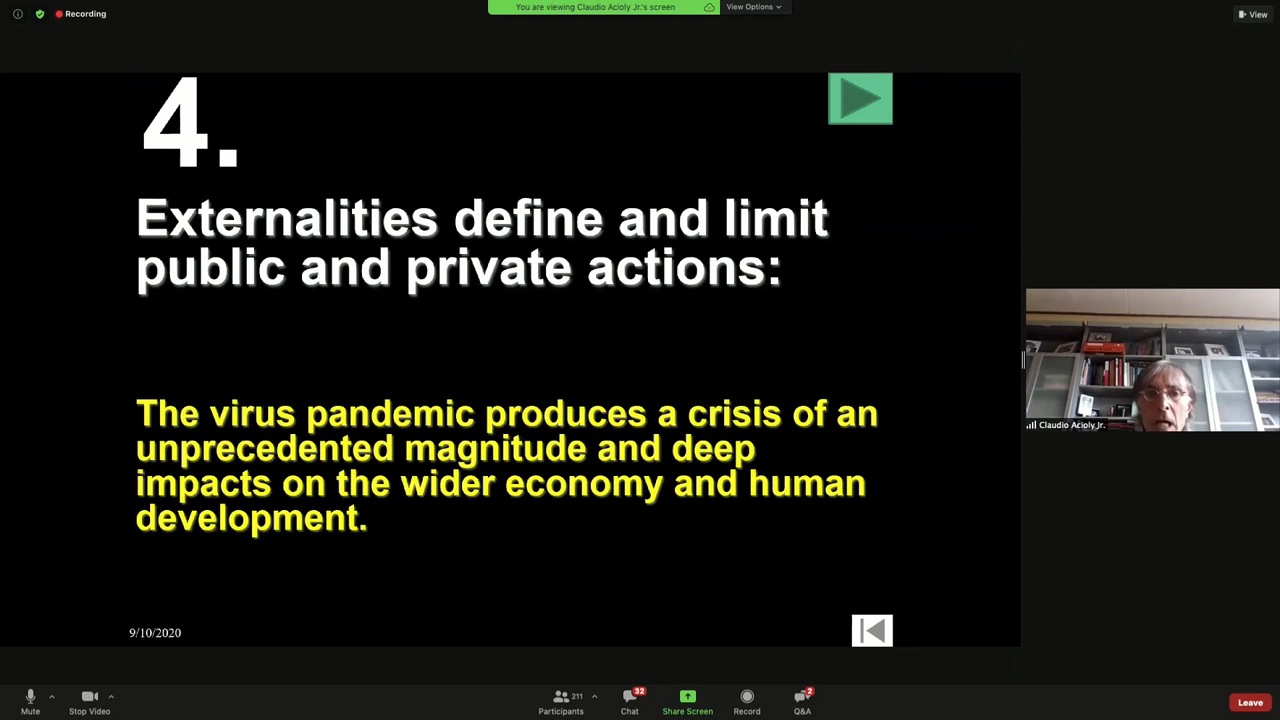 Recording
You are viewing Claudio Acioly Jr.'s screen
View Options
View
4.
Externalities define and limit
public and private actions:
The virus pandemic produces a crisis of an
unprecedented magnitude and deep
impacts on the wider economy and human
development.
9/10/2020
Claudio Acioly Jr.
Mute
Stop Video
211
Participants
32
Chat
Share Screen
Record
2
Q&A
Leave